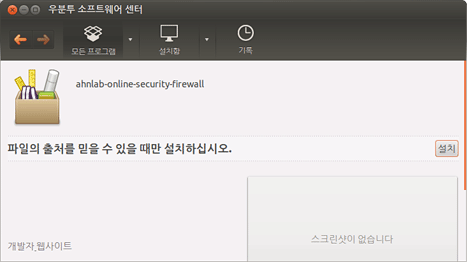 우분투 소프트웨어 센터
모든 프로그램
설치함
기록
ahnlab-online-security-firewall
파일의 출처를 믿을 수 있을 때만 설치하십시오.
설치
스크린샷이 없습니다
개발자 웹사이트